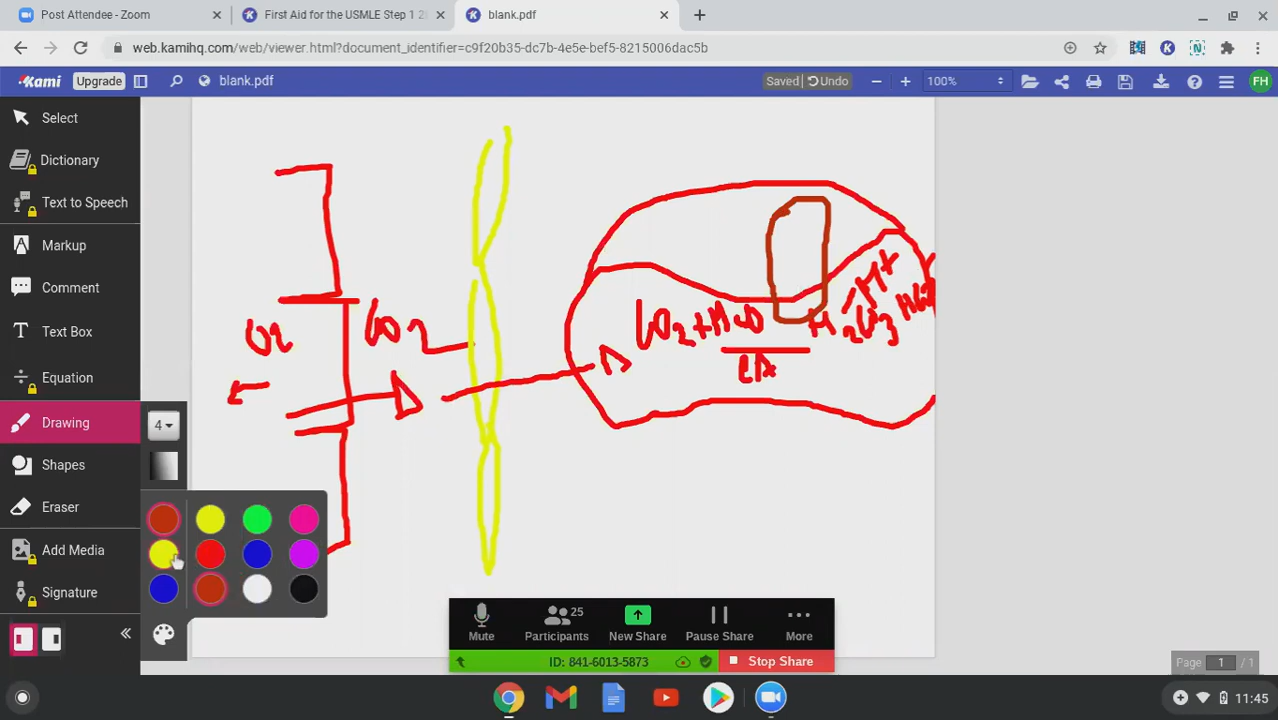 Post Attendee - Zoom
First Aid for the USMLE Step 1 2
blank.pdf
web.kamihq.com/web/viewer.html?document_identifier=c9f20b35-dc7b-4e5e-bef5-8215006dac5b
Kami
Upgrade
blank.pdf
Saved
Undo
100%
FH
Select
Dictionary
Text to Speech
Markup
Comment
Text Box
Equation
Drawing
4
Shapes
Eraser
Add Media
Signature
CO2
CO2 + H2O
CA
Mute
Participants
25
New Share
Pause Share
More
ID: 841-6013-5873
Stop Share
Page 1 / 1
11:45